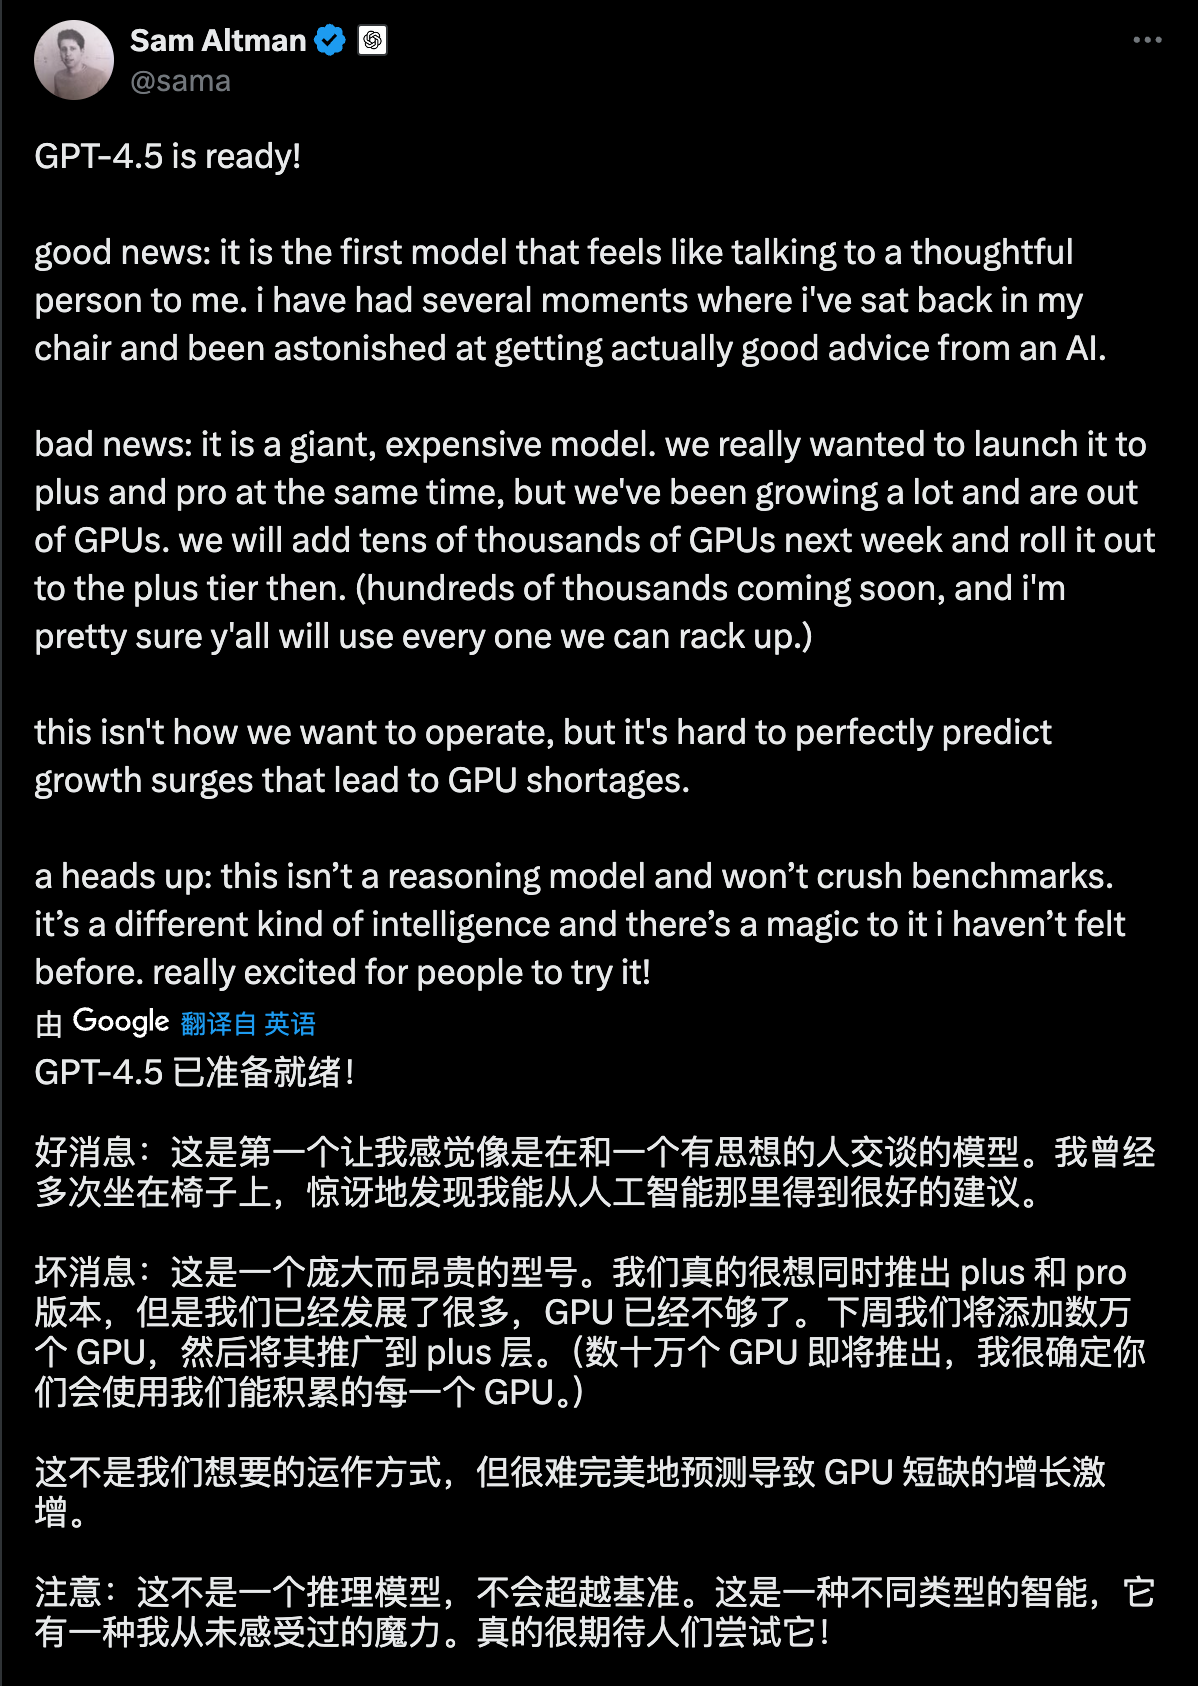 Sam Altman
@sama
GPT-4.5 is ready!
good news: it is the first model that feels like talking to a thoughtful
person to me. i have had several moments where i've sat back in my
chair and been astonished at getting actually good advice from an AI.
bad news: it is a giant, expensive model. we really wanted to launch it to
plus and pro at the same time, but we've been growing a lot and are out
of GPUs. we will add tens of thousands of GPUs next week and roll it out
to the plus tier then. (hundreds of thousands coming soon, and i'm
pretty sure y'all will use every one we can rack up.)
this isn't how we want to operate, but it's hard to perfectly predict
growth surges that lead to GPU shortages.
a heads up: this isn’t a reasoning model and won’t crush benchmarks.
it’s a different kind of intelligence and there’s a magic to it i haven’t felt
before. really excited for people to try it!
由 Google 翻译自 英语
GPT-4.5 已准备就绪！
好消息：这是第一个让我感觉像是在和一个有思想的人交谈的模型。我曾经
多次坐在椅子上，惊讶地发现我能从人工智能那里得到很好的建议。
坏消息：这是一个庞大而昂贵的型号。我们真的很想同时推出 plus 和 pro
版本，但是我们已经发展了很多，GPU 已经不够了。下周我们将添加数万
个 GPU，然后将其推广到 plus 层。（数十万个 GPU 即将推出，我很确定你
们会使用我们能积累的每一个 GPU。）
这不是我们想要的运作方式，但很难完美地预测导致 GPU 短缺的增长激
增。
注意：这不是一个推理模型，不会超越基准。这是一种不同类型的智能，它
有一种我从未感受过的魔力。真的很期待人们尝试它！